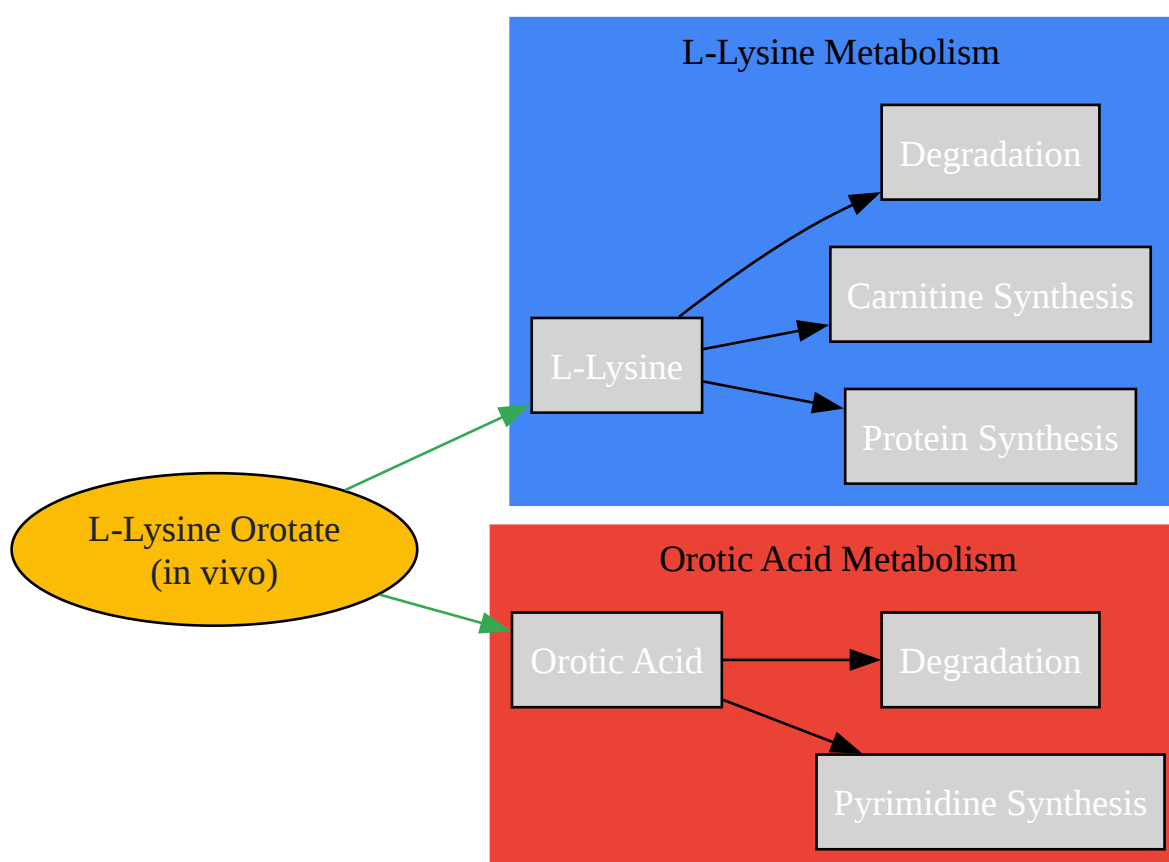 L-Lysine Metabolism
Degradation
Carnitine Synthesis
L-Lysine
Protein Synthesis
L-Lysine Orotate
(in vivo)
Orotic Acid Metabolism
Orotic Acid
Degradation
Pyrimidine Synthesis